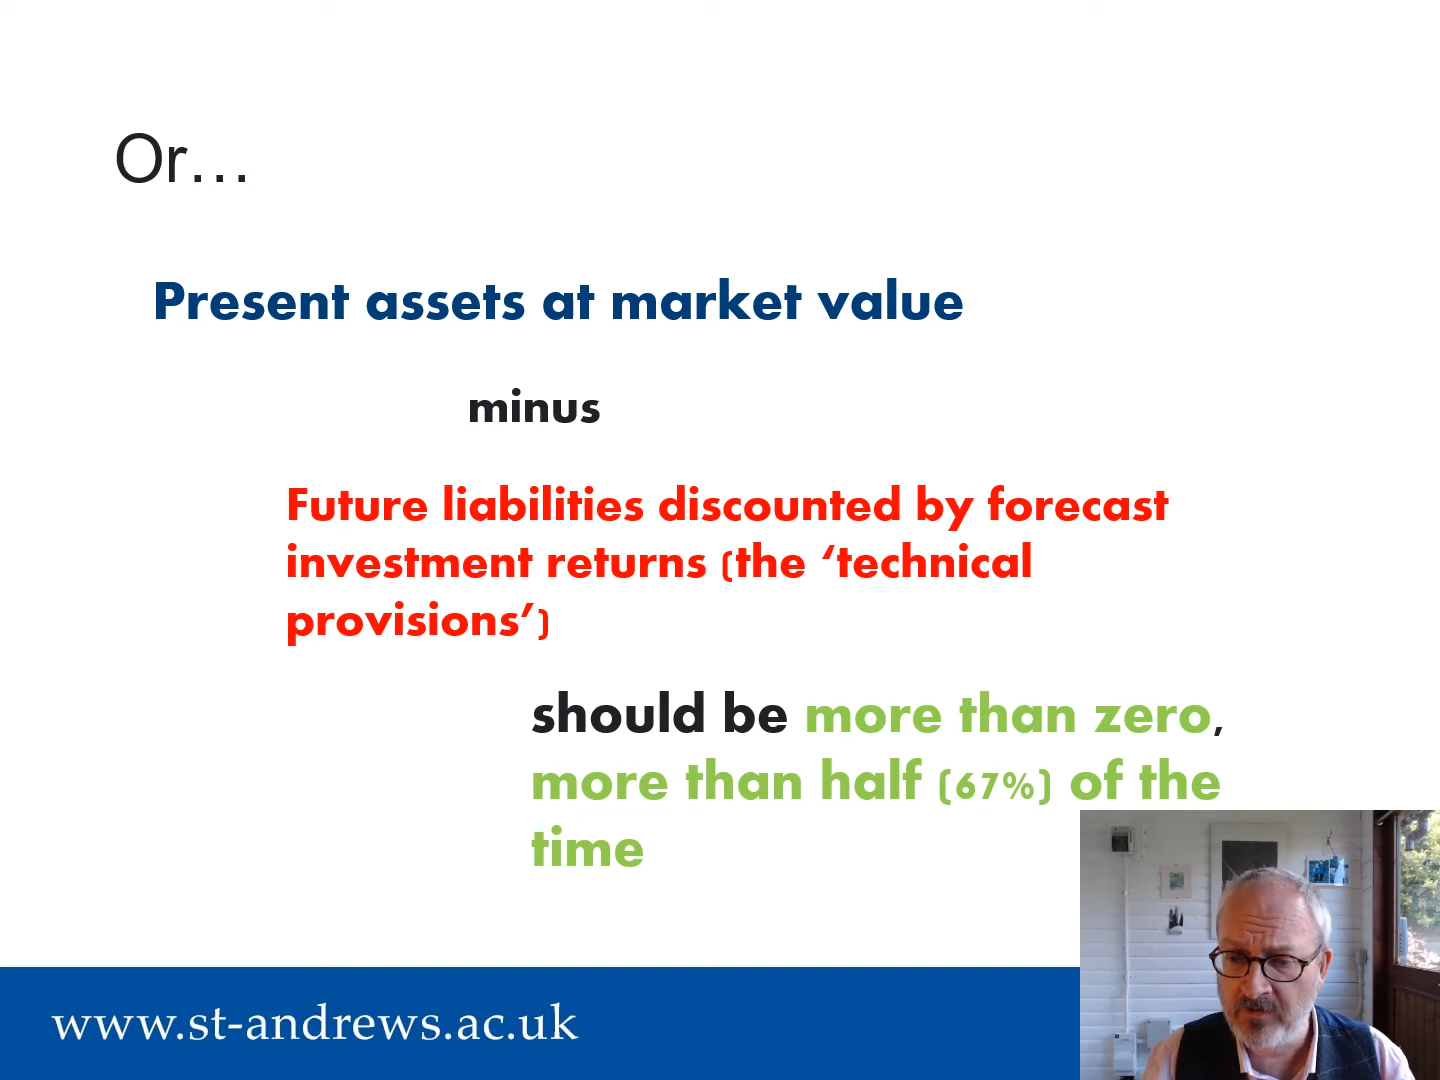 Or…
Present assets at market value
minus
Future liabilities discounted by forecast
investment returns (the ‘technical
provisions’)
should be more than zero,
more than half (67%) of the
time
www.st-andrews.ac.uk